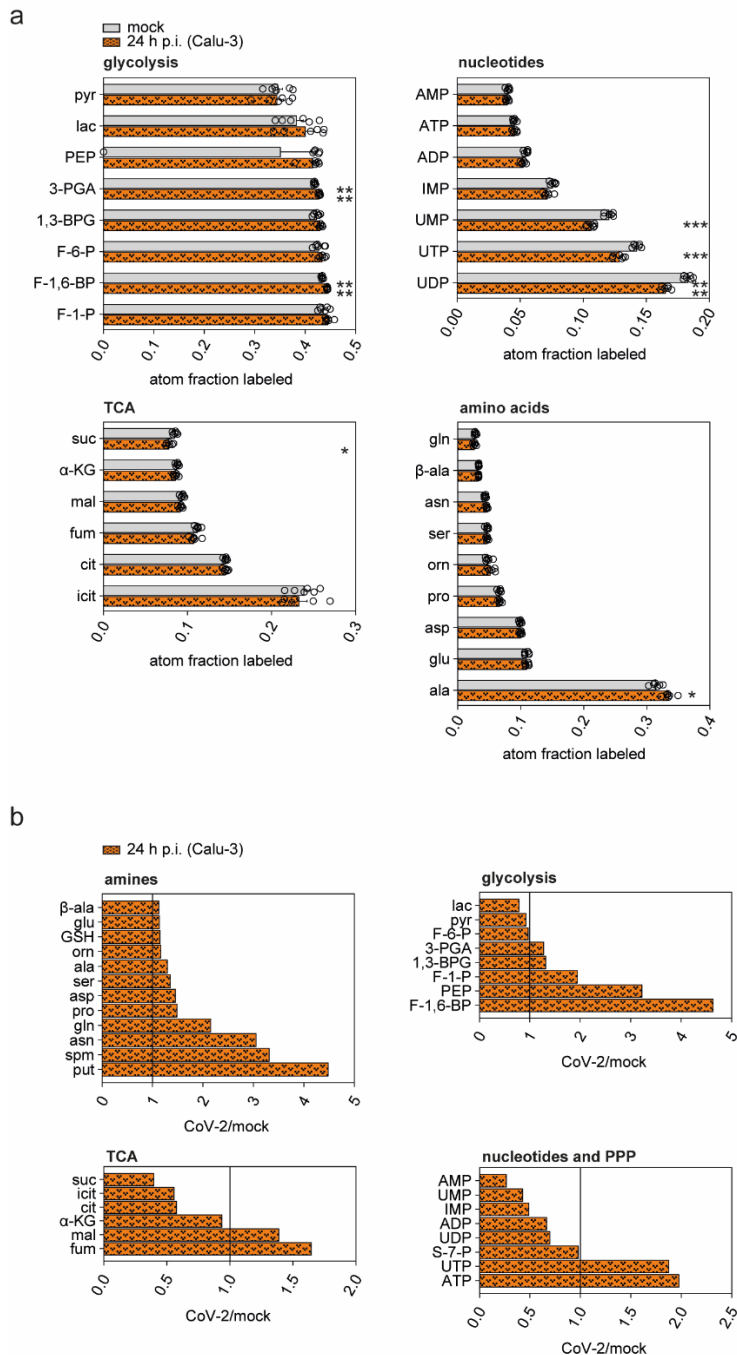 a
mock
24 h p.i. (Calu-3)
glycolysis
pyr
lac
PEP
3-PGA
**
**
1,3-BPG
F-6-P
F-1,6-BP
**
**
F-1-P
0.0 0.1 0.2 0.3 0.4 0.5
atom fraction labeled
nucleotides
AMP
ATP
ADP
IMP
UMP
***
UTP
***
UDP
**
**
0.00 0.05 0.10 0.15 0.20
atom fraction labeled
TCA
suc
*
α-KG
mal
fum
cit
icit
0.0 0.1 0.2 0.3
atom fraction labeled
amino acids
gln
β-ala
asn
ser
orn
pro
asp
glu
ala
*
0.0 0.1 0.2 0.3 0.4
atom fraction labeled
b
24 h p.i. (Calu-3)
amines
β-ala
glu
GSH
orn
ala
ser
asp
pro
gln
asn
spm
put
0 1 2 3 4 5
CoV-2/mock
glycolysis
lac
pyr
F-6-P
3-PGA
1,3-BPG
F-1-P
PEP
F-1,6-BP
0 1 2 3 4 5
CoV-2/mock
TCA
suc
icit
cit
α-KG
mal
fum
0.0 0.5 1.0 1.5 2.0
CoV-2/mock
nucleotides and PPP
AMP
UMP
IMP
ADP
UDP
S-7-P
UTP
ATP
0.0 0.5 1.0 1.5 2.0 2.5
CoV-2/mock